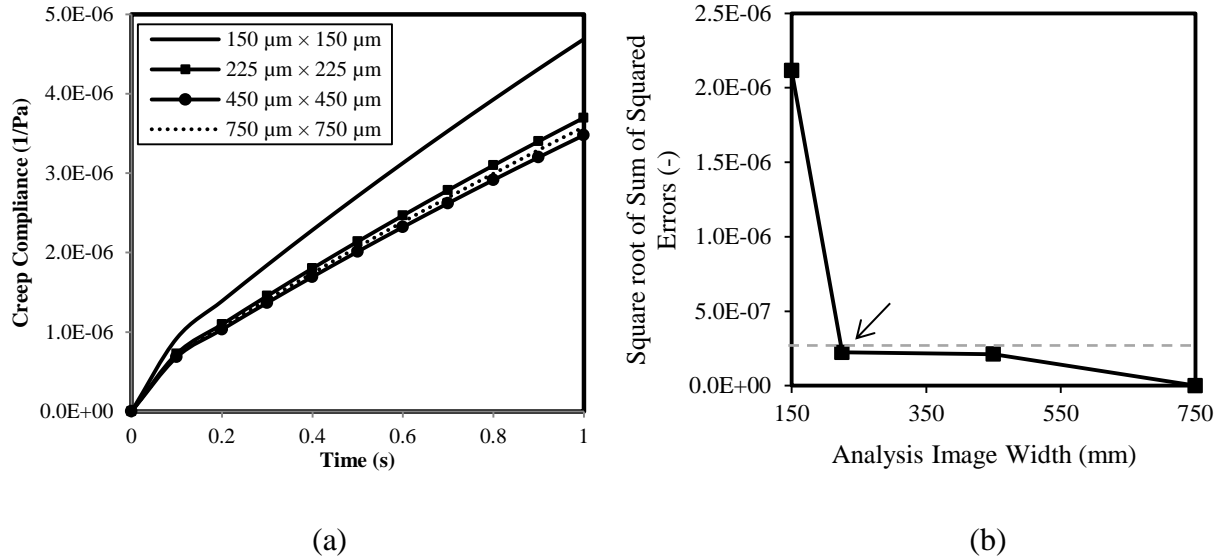 5.0E-06
4.0E-06
3.0E-06
2.0E-06
1.0E-06
0.0E+00
Creep Compliance (1/Pa)
150 µm × 150 µm
225 µm × 225 µm
450 µm × 450 µm
750 µm × 750 µm
0 0.2 0.4 0.6 0.8 1
Time (s)
(a)
2.5E-06
2.0E-06
1.5E-06
1.0E-06
5.0E-07
0.0E+00
Square root of Sum of Squared
Errors (-)
150 350 550 750
Analysis Image Width (mm)
(b)